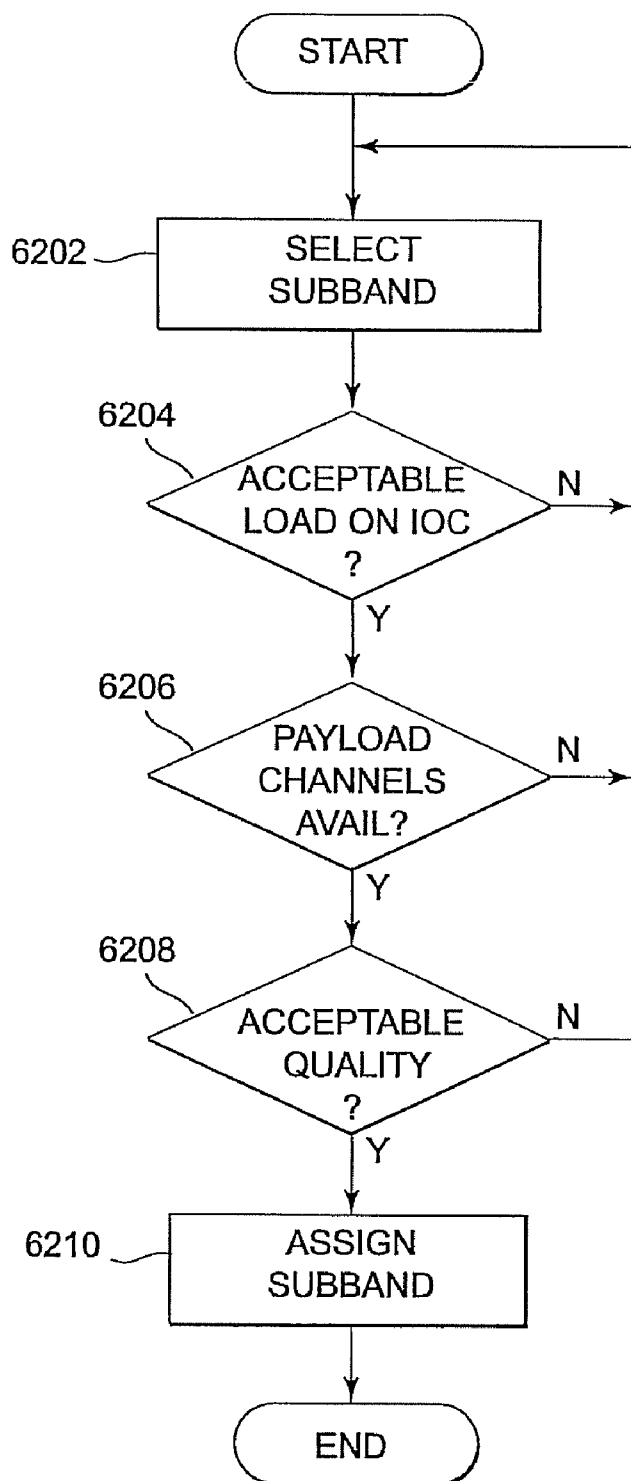 START
6202
SELECT
SUBBAND
6204
ACCEPTABLE
LOAD ON IOC
?
N
Y
6206
PAYLOAD
CHANNELS
AVAIL?
N
Y
6208
ACCEPTABLE
QUALITY
?
N
Y
6210
ASSIGN
SUBBAND
END